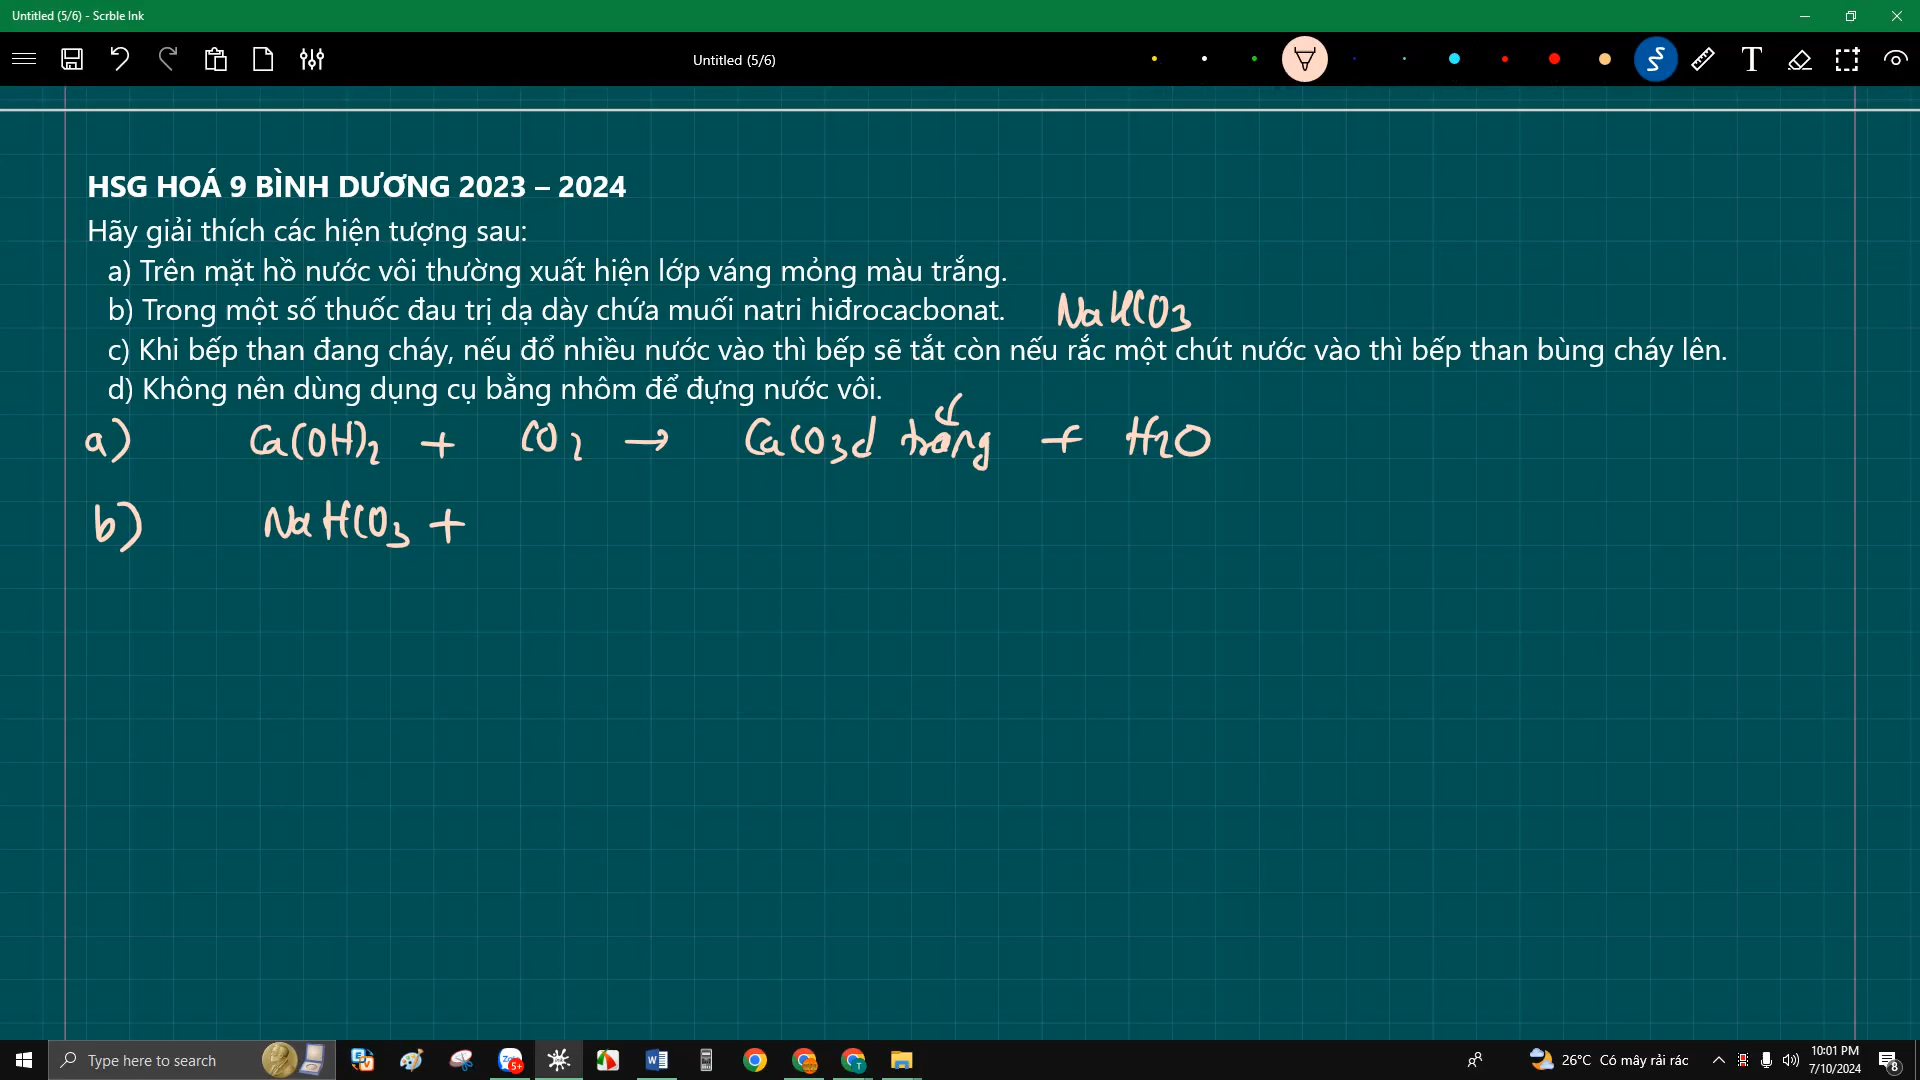 Untitled (5/6) - Scrble Ink
Untitled (5/6)
T
HSG HOÁ 9 BÌNH DƯƠNG 2023 – 2024
Hãy giải thích các hiện tượng sau:
a) Trên mặt hồ nước vôi thường xuất hiện lớp váng mỏng màu trắng.
b) Trong một số thuốc đau trị dạ dày chứa muối natri hiđrocacbonat.
NaHCO3
c) Khi bếp than đang cháy, nếu đổ nhiều nước vào thì bếp sẽ tắt còn nếu rắc một chút nước vào thì bếp than bùng cháy lên.
d) Không nên dùng dụng cụ bằng nhôm để đựng nước vôi.
a) Ca(OH)2 + CO2 → CaCO3↓ trắng + H2O
b) NaHCO3 +
Type here to search
5+
26°C Có mây rải rác
10:01 PM
7/10/2024
8